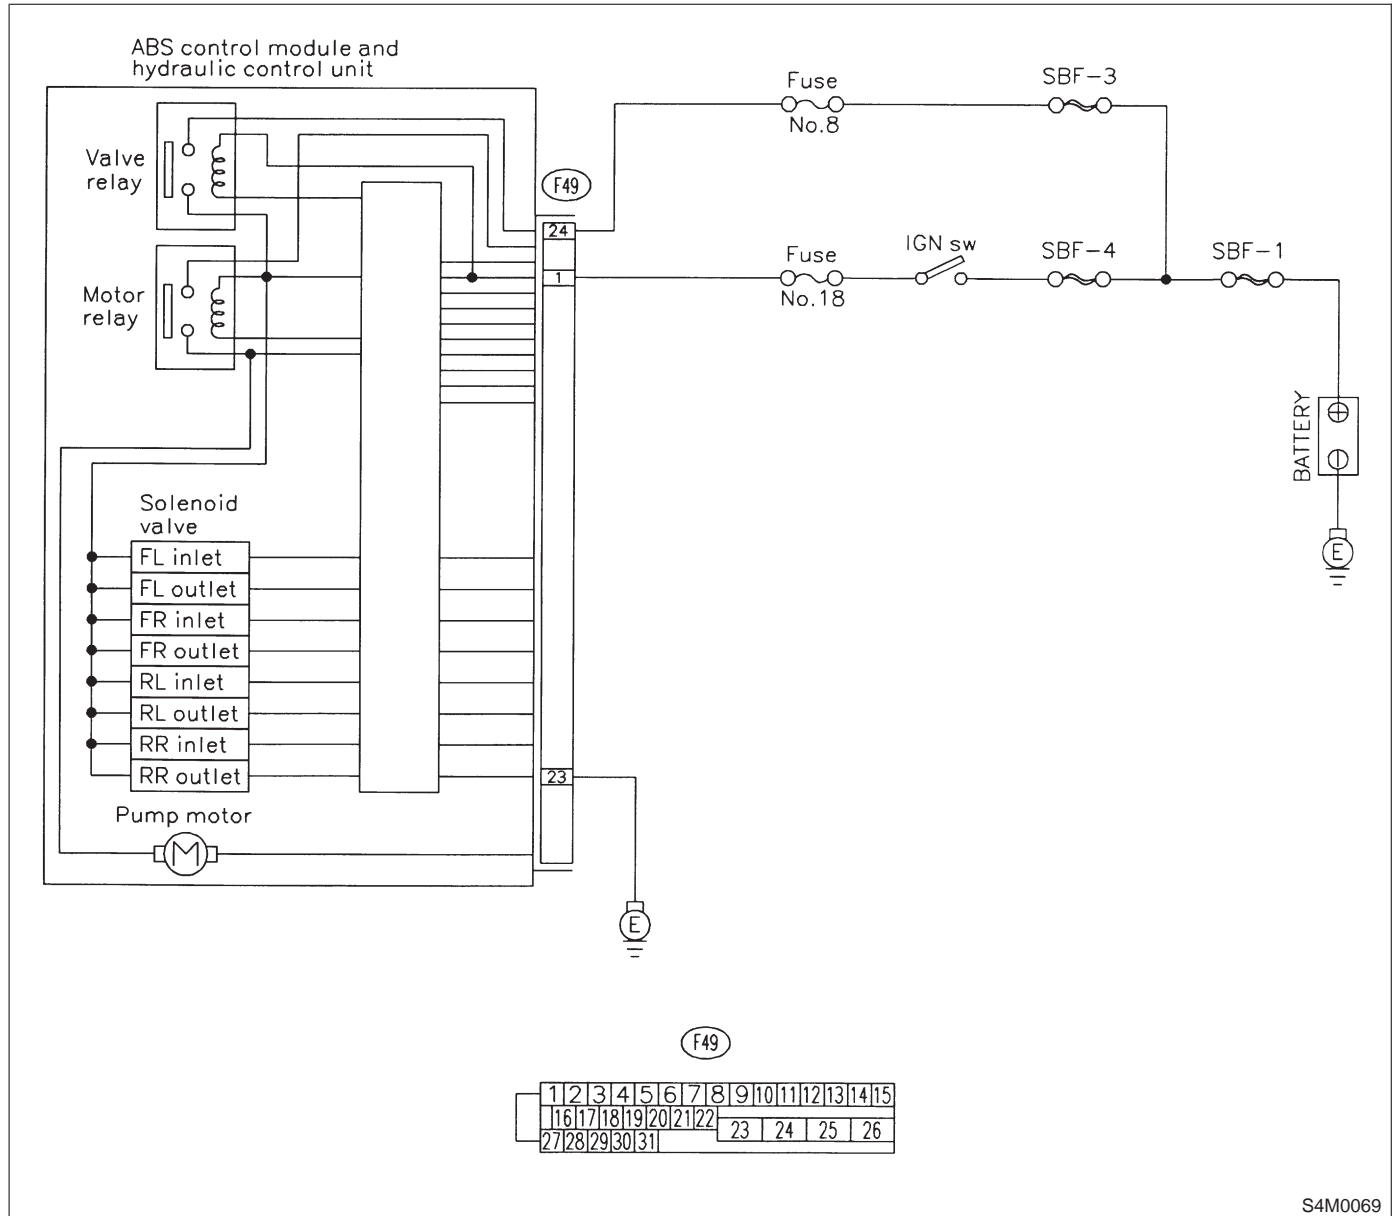 ABS control module and
hydraulic control unit
Valve
relay
Motor
relay
F49
24
1
Fuse
No.8
SBF-3
Fuse
No.18
IGN sw
SBF-4
SBF-1
BATTERY
E
Solenoid
valve
FL inlet
FL outlet
FR inlet
FR outlet
RL inlet
RL outlet
RR inlet
RR outlet
23
Pump motor
M
E
F49
1 2 3 4 5 6 7 8 9 10 11 12 13 14 15
16 17 18 19 20 21 22
23 24 25 26
27 28 29 30 31
S4M0069